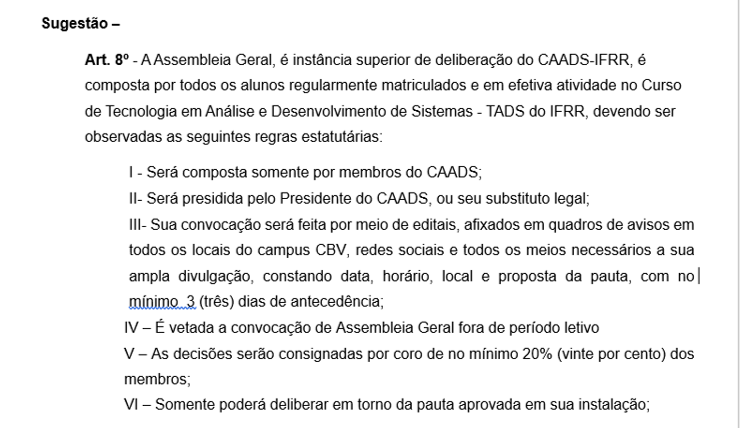 Sugestão –
Art. 8º - A Assembleia Geral, é instância superior de deliberação do CAADS-IFRR, é
composta por todos os alunos regularmente matriculados e em efetiva atividade no Curso
de Tecnologia em Análise e Desenvolvimento de Sistemas - TADS do IFRR, devendo ser
observadas as seguintes regras estatutárias:
I - Será composta somente por membros do CAADS;
II- Será presidida pelo Presidente do CAADS, ou seu substituto legal;
III- Sua convocação será feita por meio de editais, afixados em quadros de avisos em
todos os locais do campus CBV, redes sociais e todos os meios necessários a sua
ampla divulgação, constando data, horário, local e proposta da pauta, com no
mínimo 3 (três) dias de antecedência;
IV – É vetada a convocação de Assembleia Geral fora de período letivo
V – As decisões serão consignadas por coro de no mínimo 20% (vinte por cento) dos
membros;
VI – Somente poderá deliberar em torno da pauta aprovada em sua instalação;